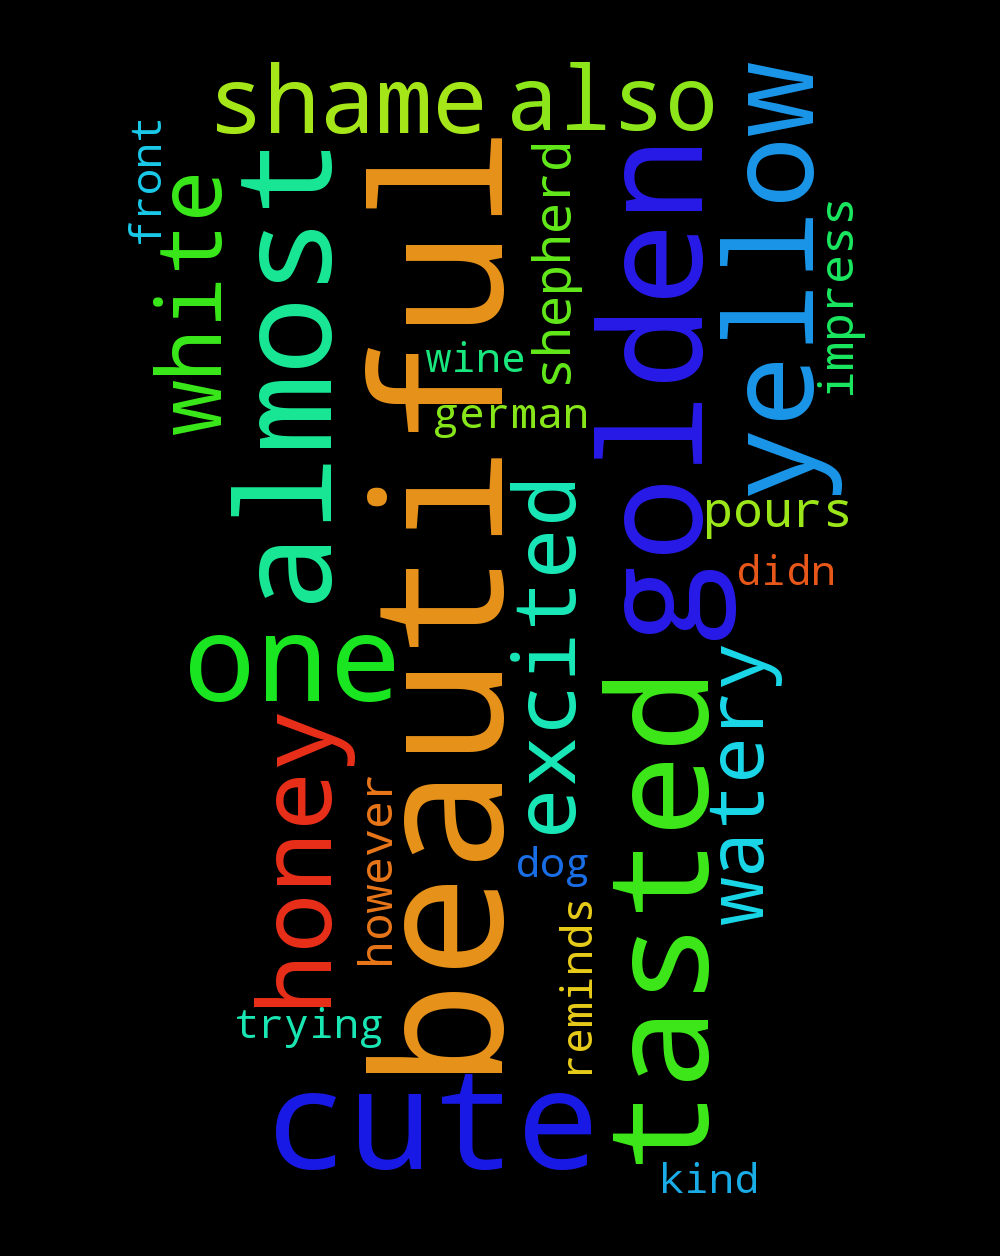 shame
also
yellow
front
white
almost
beautiful
shepherd
golden
impress
wine
german
excited
pours
didn
one
tasted
watery
honey
however
dog
reminds
trying
cute
kind